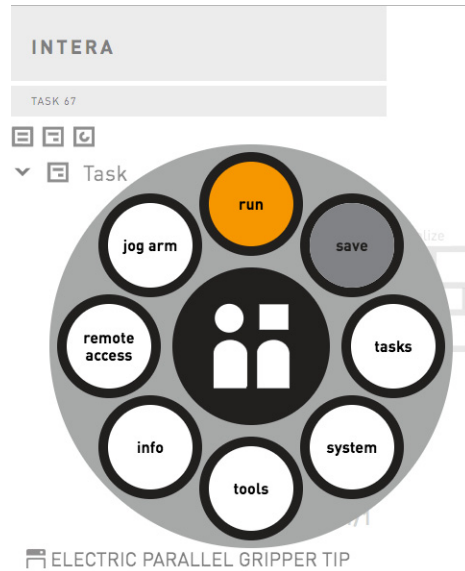 INTERA
TASK 67
Task
run
jog arm
save
remote
access
tasks
info
system
tools
ELECTRIC PARALLEL GRIPPER TIP